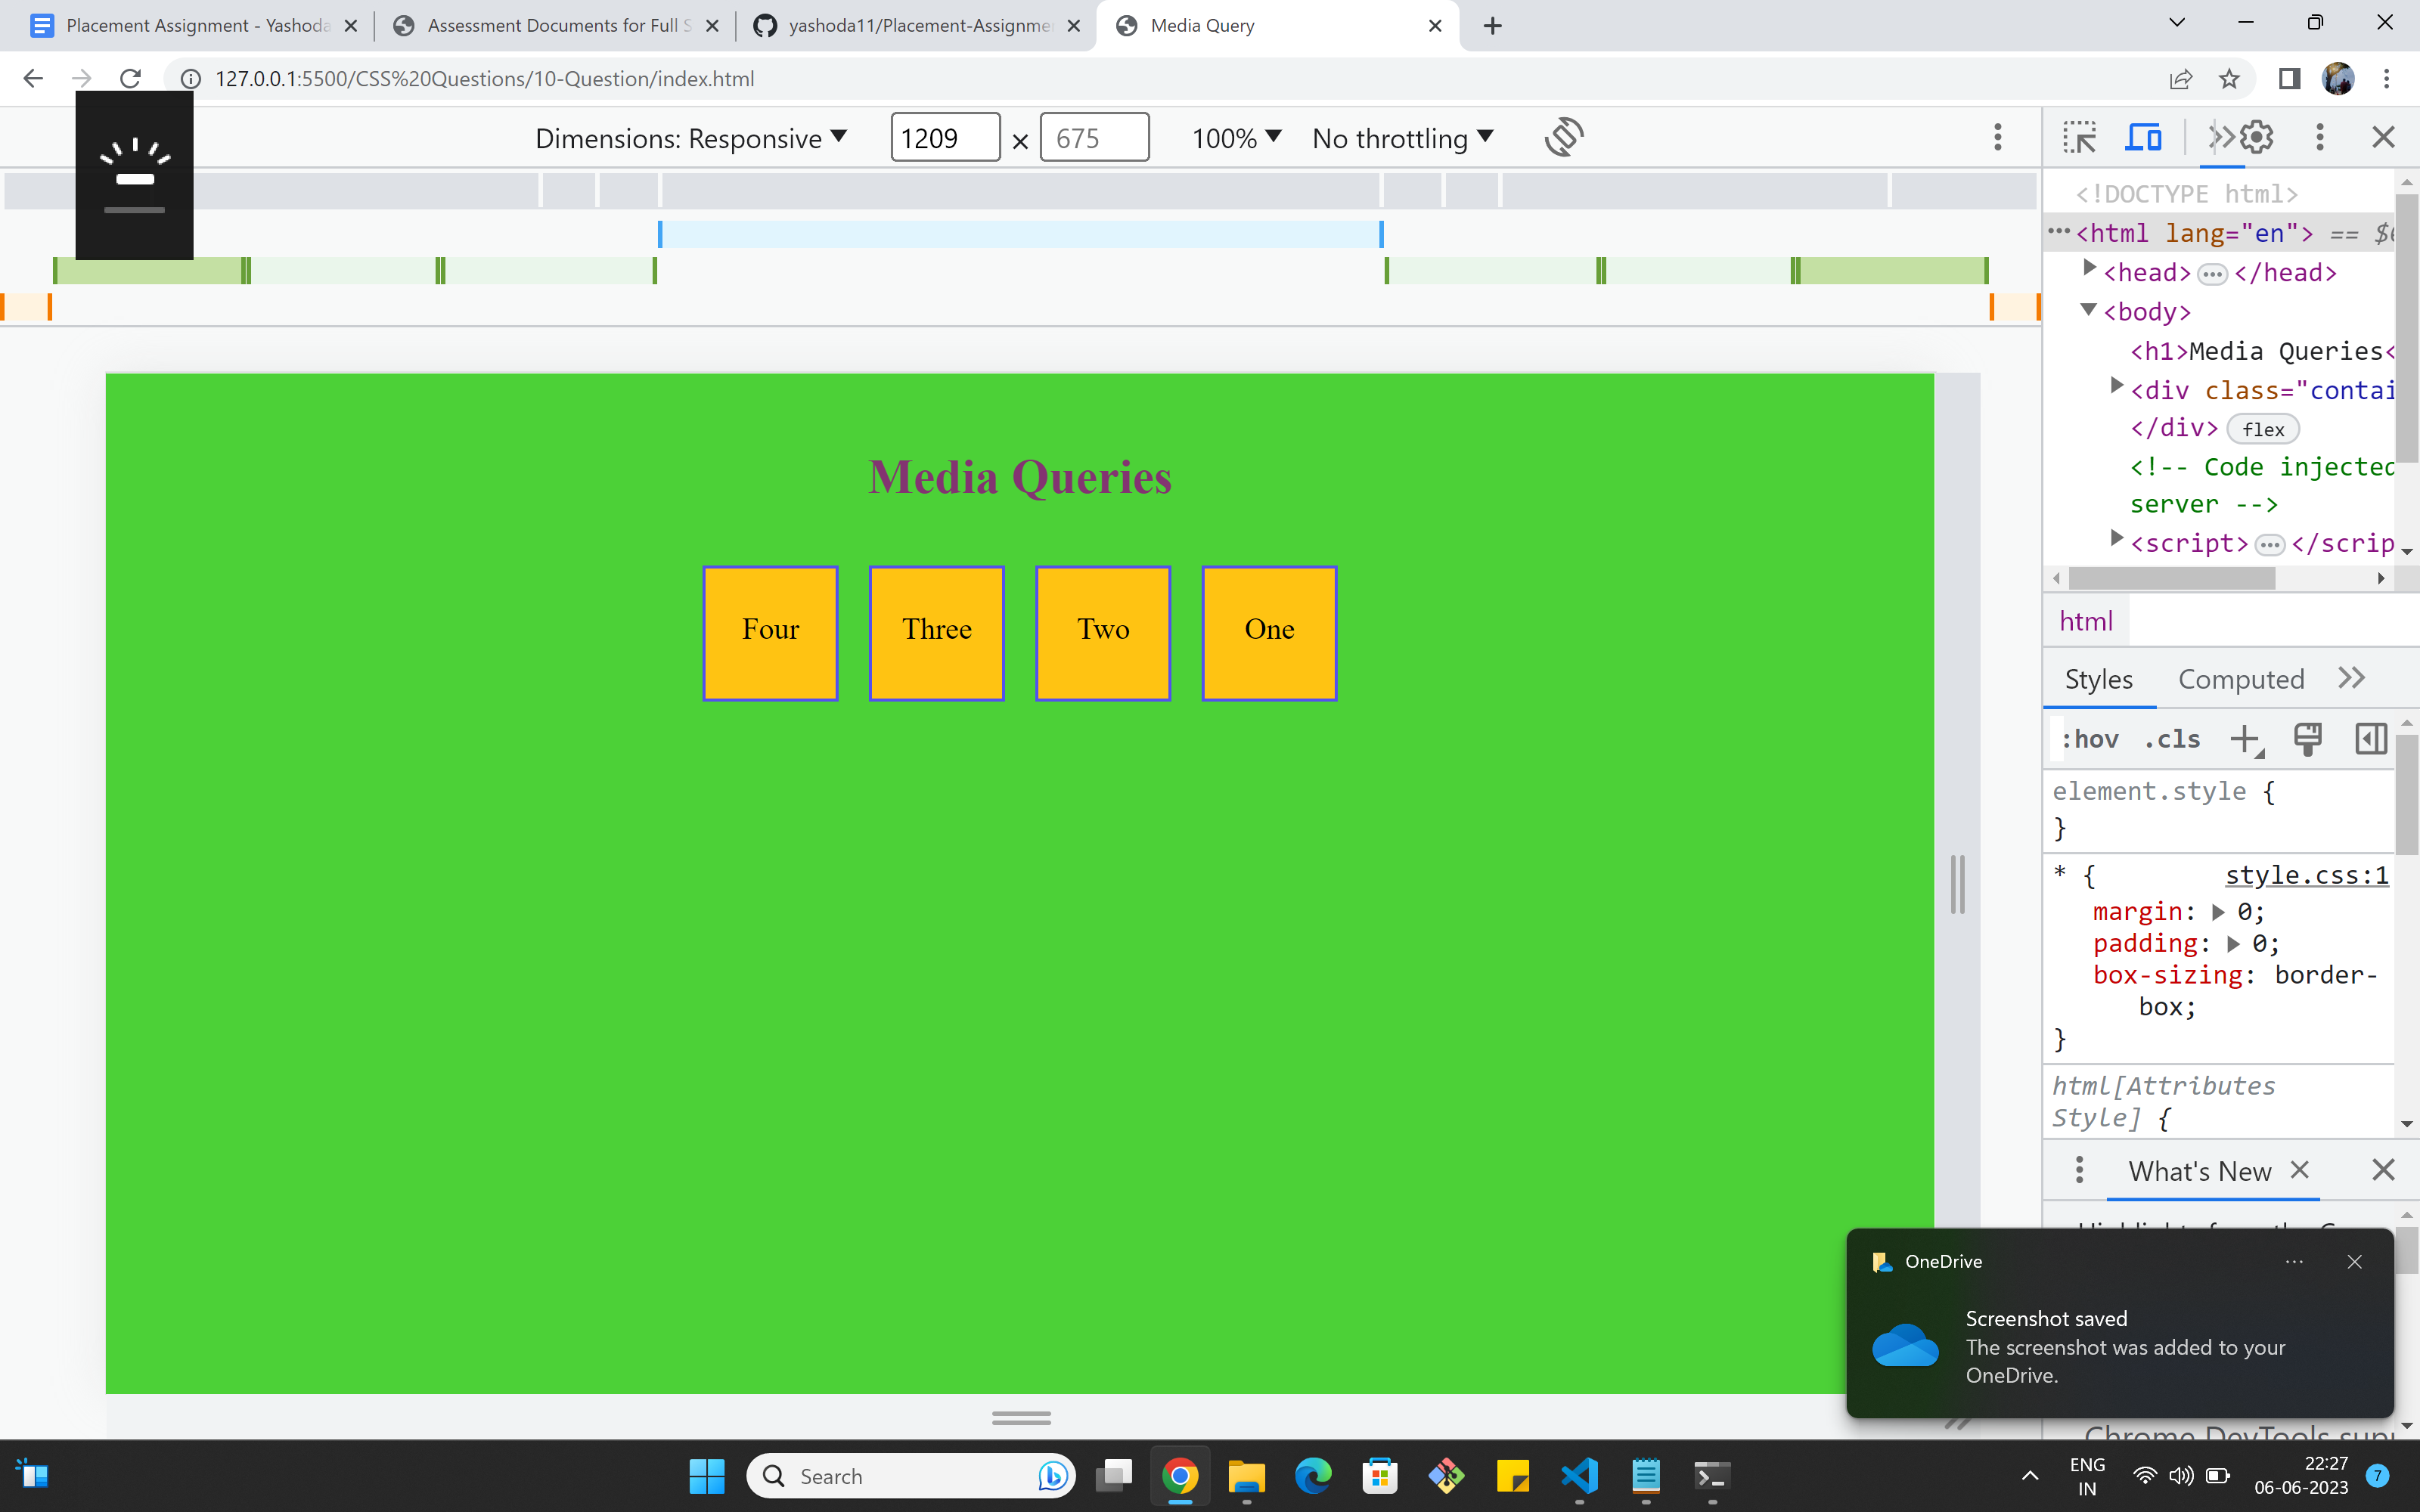 Placement Assignment - Yashoda
Assessment Documents for Full S
yashoda11/Placement-Assignmen
Media Query
127.0.0.1:5500/CSS%20Questions/10-Question/index.html
Dimensions: Responsive 1209 × 675 100% No throttling
<!DOCTYPE html>
<html lang="en"> == $
<head> </head>
<body>
<h1>Media Queries<
<div class="contai
</div> flex
<!-- Code injected
server -->
<script> </scrip
html
Styles Computed
:hov .cls
element.style {
}
* { style.css:1
margin: 0;
padding: 0;
box-sizing: border-
box;
}
html[Attributes
Style] {
What's New
Media Queries
Four Three Two One
OneDrive
Screenshot saved
The screenshot was added to your
OneDrive.
Chrome DevTools
Search
ENG
IN
22:27
06-06-2023
7